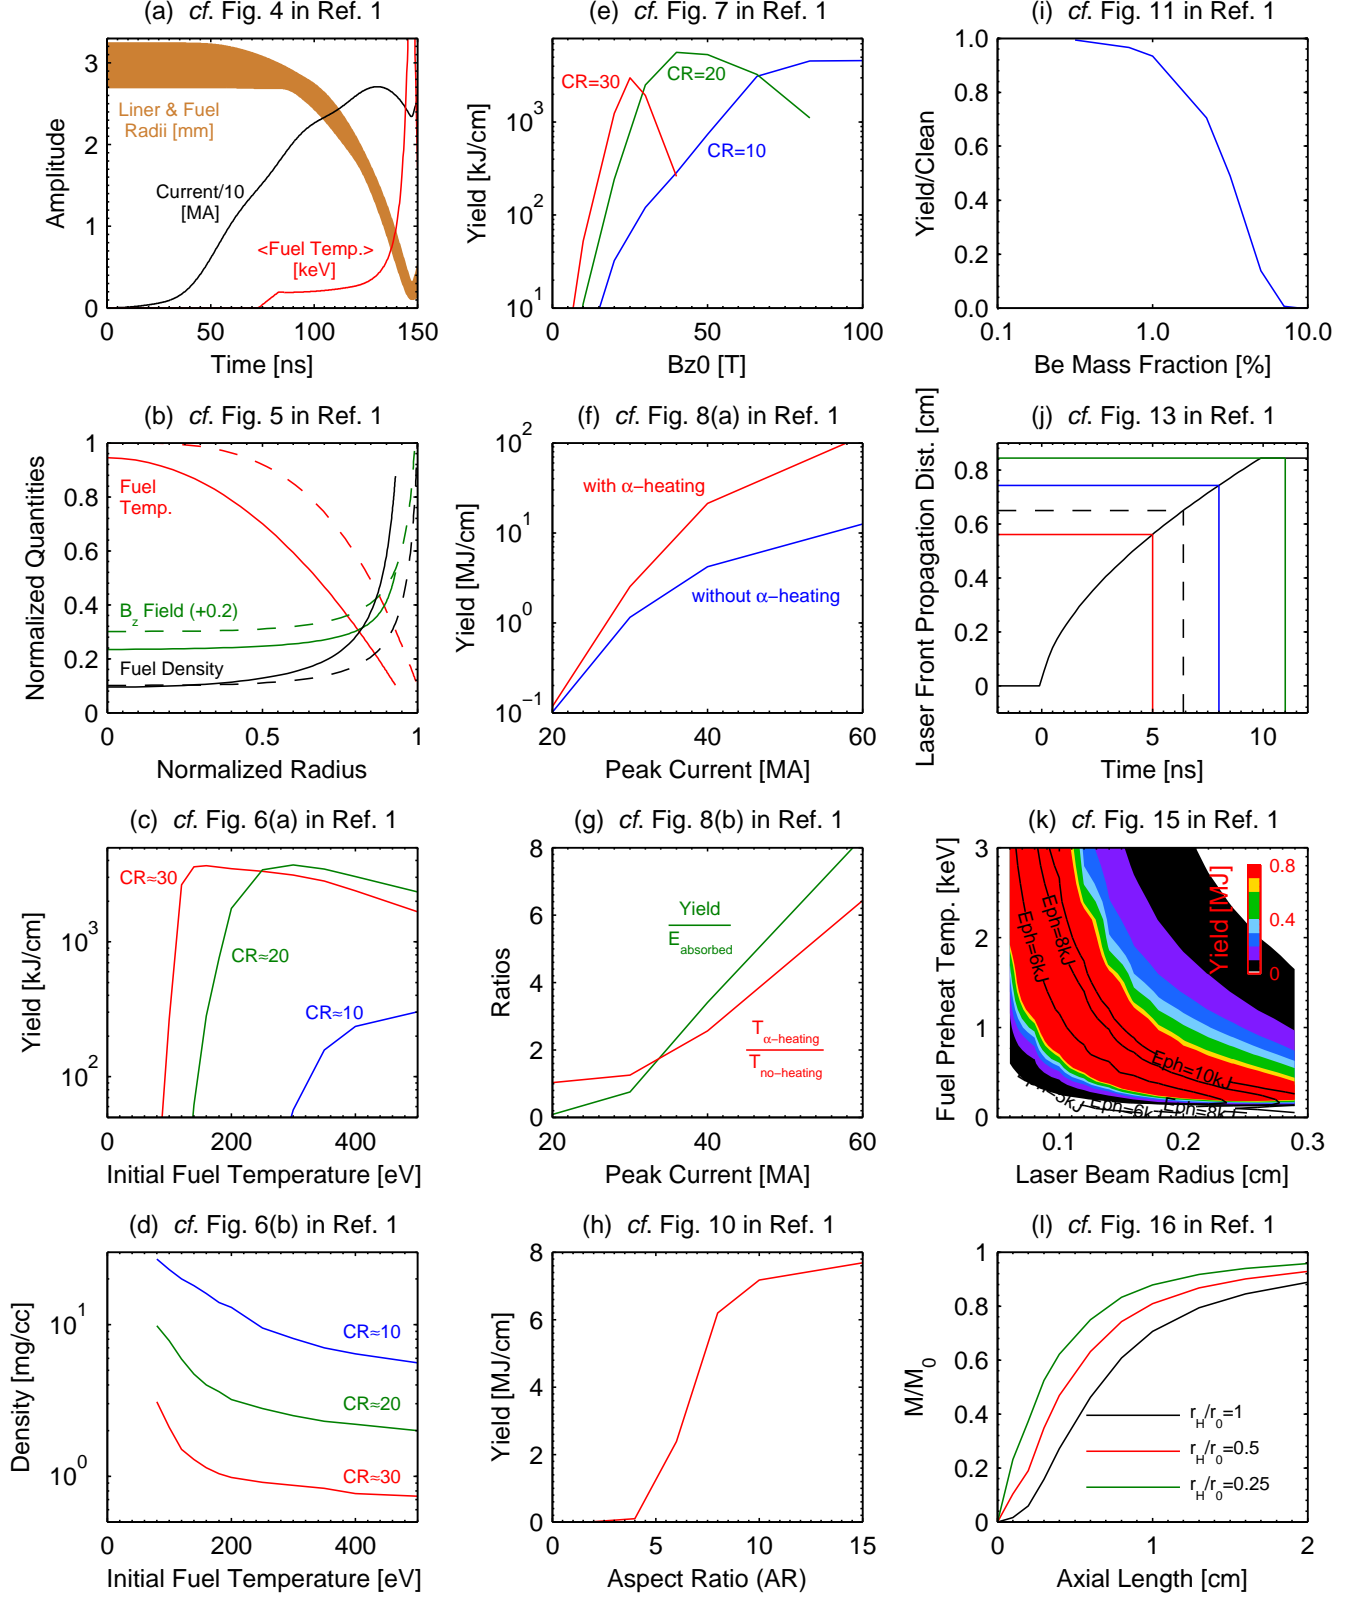 (a) cf. Fig. 4 in Ref. 1
Amplitude
3
2
1
0
Liner & Fuel
Radii [mm]
Current/10
[MA]
<Fuel Temp.>
[keV]
0 50 100 150
Time [ns]
(e) cf. Fig. 7 in Ref. 1
Yield [kJ/cm]
10^3
10^2
10^1
CR=30
CR=20
CR=10
0 50 100
Bz0 [T]
(i) cf. Fig. 11 in Ref. 1
Yield/Clean
1.0
0.8
0.6
0.4
0.2
0.0
0.1 1.0 10.0
Be Mass Fraction [%]
(b) cf. Fig. 5 in Ref. 1
Normalized Quantities
1
0.8
0.6
0.4
0.2
0
Fuel
Temp.
B_z Field (+0.2)
Fuel Density
0 0.5 1
Normalized Radius
(f) cf. Fig. 8(a) in Ref. 1
Yield [MJ/cm]
10^2
10^1
10^0
10^−1
with α−heating
without α−heating
20 40 60
Peak Current [MA]
(j) cf. Fig. 13 in Ref. 1
Laser Front Propagation Dist. [cm]
0.8
0.6
0.4
0.2
0
0 5 10
Time [ns]
(c) cf. Fig. 6(a) in Ref. 1
Yield [kJ/cm]
10^3
10^2
CR≈30
CR≈20
CR≈10
0 200 400
Initial Fuel Temperature [eV]
(g) cf. Fig. 8(b) in Ref. 1
Ratios
8
6
4
2
0
Yield
E_absorbed
T_α−heating
T_no−heating
20 40 60
Peak Current [MA]
(k) cf. Fig. 15 in Ref. 1
Fuel Preheat Temp. [keV]
3
2
1
0
Yield [MJ]
0.8
0.4
0
Eph=6kJ
Eph=8kJ
Eph=10kJ
Eph=6kJ
Eph=8kJ
0.1 0.2 0.3
Laser Beam Radius [cm]
(d) cf. Fig. 6(b) in Ref. 1
Density [mg/cc]
10^1
10^0
CR≈10
CR≈20
CR≈30
0 200 400
Initial Fuel Temperature [eV]
(h) cf. Fig. 10 in Ref. 1
Yield [MJ/cm]
8
6
4
2
0
0 5 10 15
Aspect Ratio (AR)
(l) cf. Fig. 16 in Ref. 1
M/M_0
1
0.8
0.6
0.4
0.2
0
r_H/r_0=1
r_H/r_0=0.5
r_H/r_0=0.25
0 1 2
Axial Length [cm]